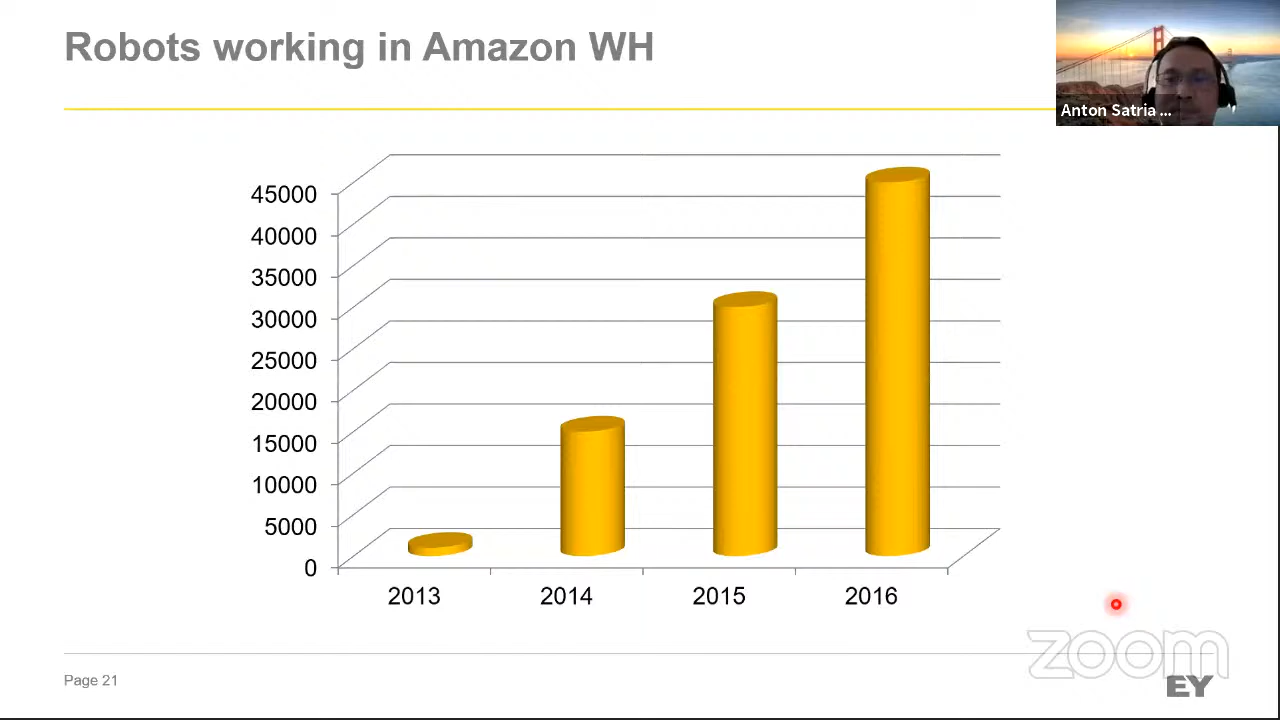 Robots working in Amazon WH
Anton Satria ...
45000
40000
35000
30000
25000
20000
15000
10000
5000
0
2013 2014 2015 2016
zoom
Page 21
EY